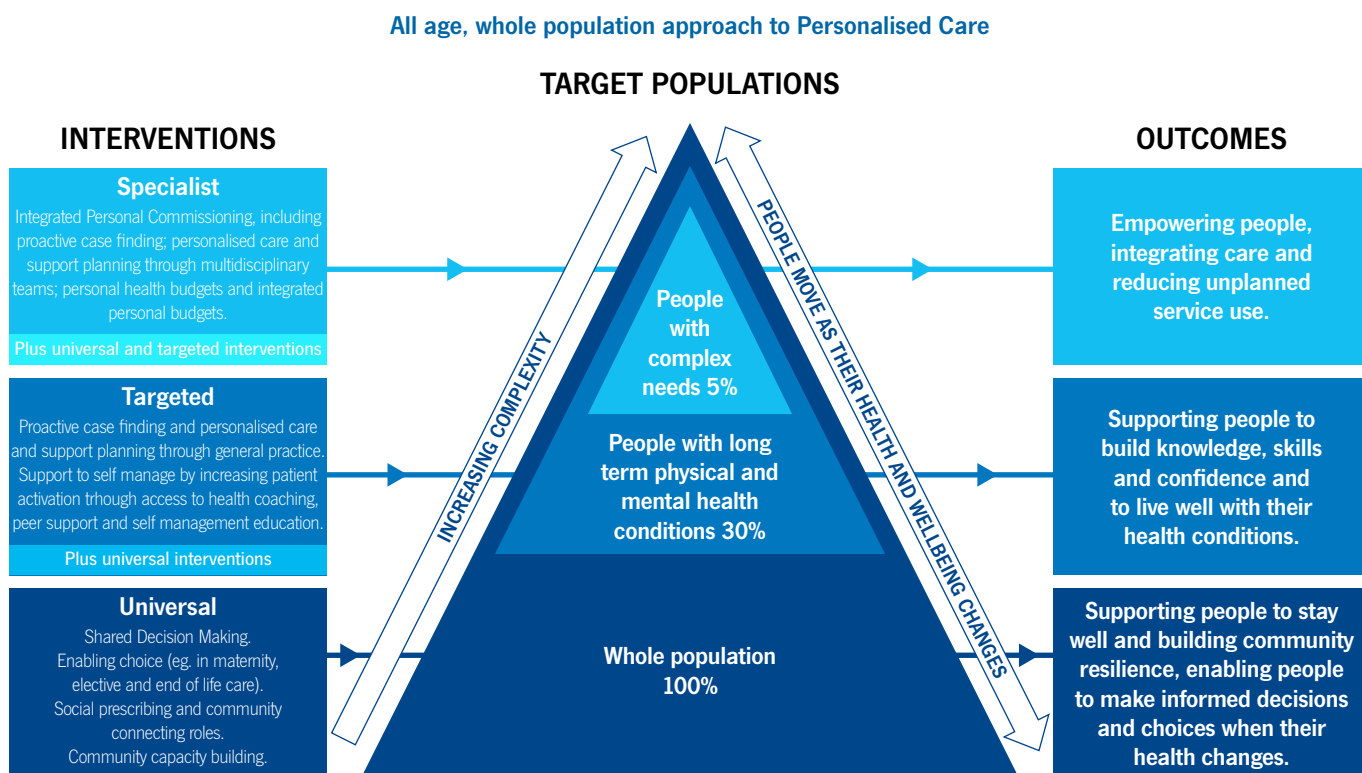 All age, whole population approach to Personalised Care
TARGET POPULATIONS
INTERVENTIONS
Specialist
Integrated Personal Commissioning, including
proactive case finding; personalised care and
support planning through multidisciplinary
teams; personal health budgets and integrated
personal budgets.
Plus universal and targeted interventions
Targeted
Proactive case finding and personalised care
and support planning through general practice.
Support to self manage by increasing patient
activation trhough access to health coaching,
peer support and self management education.
Plus universal interventions
Universal
Shared Decision Making.
Enabling choice (eg. in maternity,
elective and end of life care).
Social prescribing and community
connecting roles.
Community capacity building.
INCREASING COMPLEXITY
People
with
complex
needs 5%
People with long
term physical and
mental health
conditions 30%
Whole population
100%
PEOPLE MOVE AS THEIR HEALTH AND WELLBEING CHANGES
OUTCOMES
Empowering people,
integrating care and
reducing unplanned
service use.
Supporting people to
build knowledge, skills
and confidence and
to live well with their
health conditions.
Supporting people to stay
well and building community
resilience, enabling people
to make informed decisions
and choices when their
health changes.